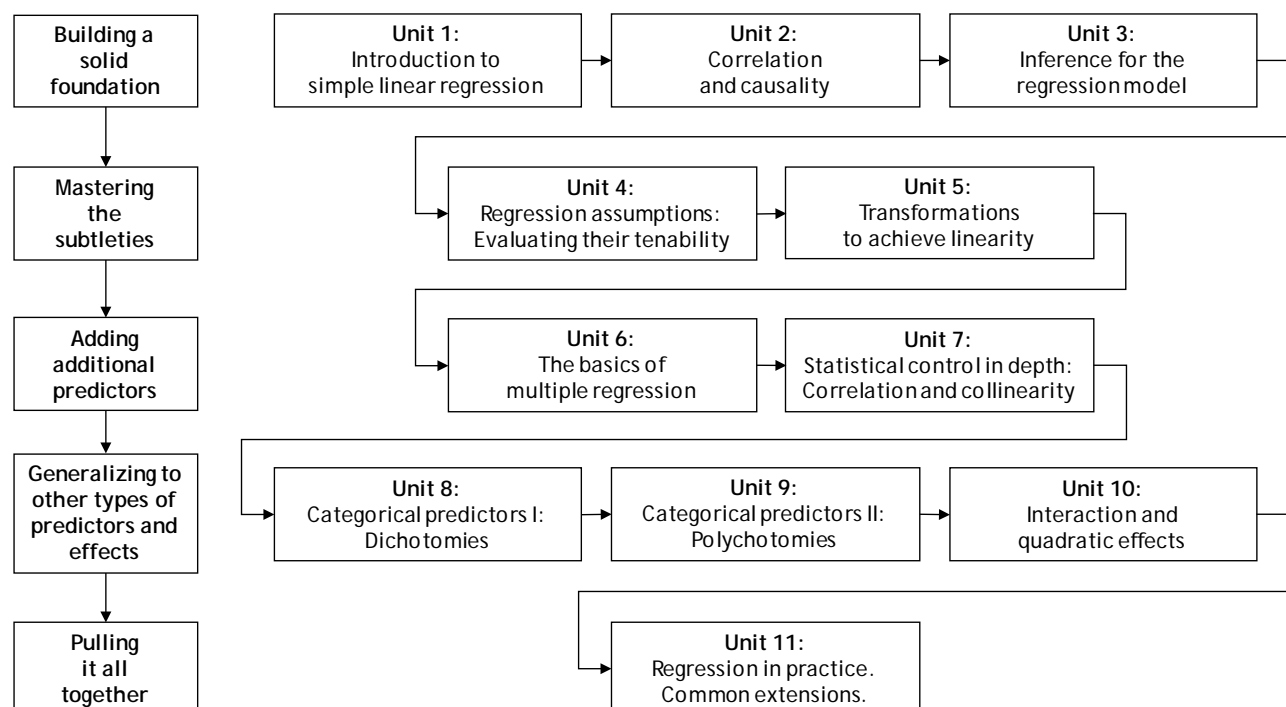 Building a
solid
foundation
Unit 1:
Introduction to
simple linear regression
Unit 2:
Correlation
and causality
Unit 3:
Inference for the
regression model
Mastering
the
subtleties
Unit 4:
Regression assumptions:
Evaluating their tenability
Unit 5:
Transformations
to achieve linearity
Adding
additional
predictors
Unit 6:
The basics of
multiple regression
Unit 7:
Statistical control in depth:
Correlation and collinearity
Generalizing to
other types of
predictors and
effects
Unit 8:
Categorical predictors I:
Dichotomies
Unit 9:
Categorical predictors II:
Polychotomies
Unit 10:
Interaction and
quadratic effects
Pulling
it all
together
Unit 11:
Regression in practice.
Common extensions.